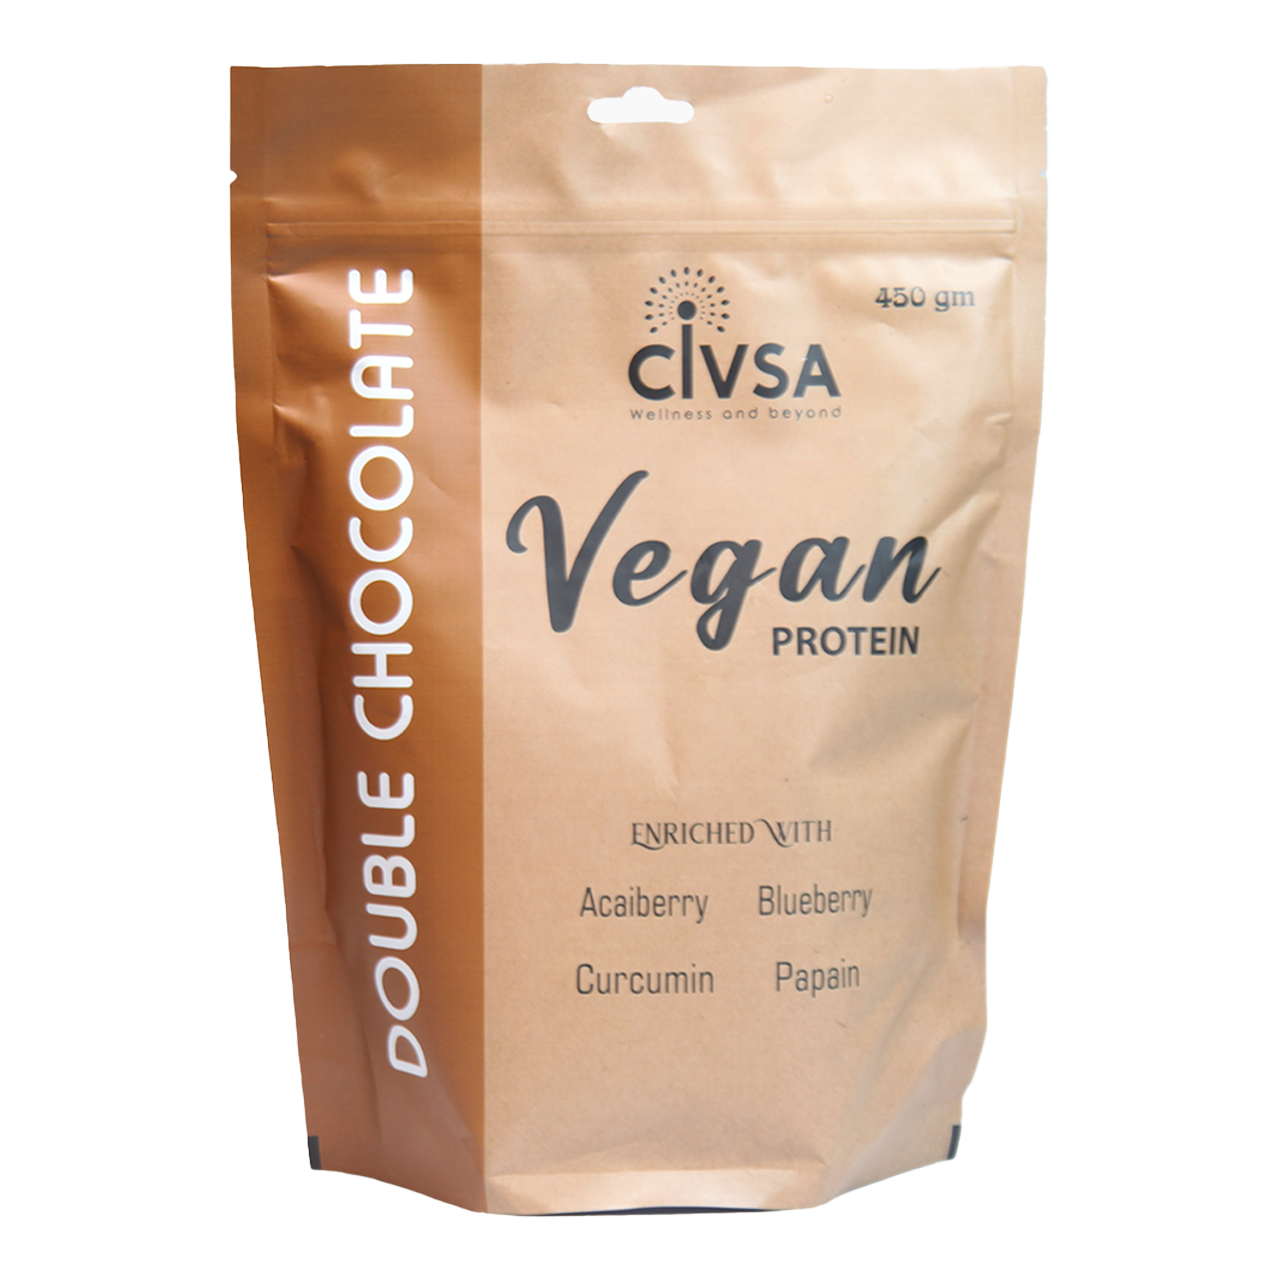 DOUBLE CHOCOLATE
450 gm
CIVSA
Wellness and beyond
Vegan
PROTEIN
ENRICHED WITH
Acaiberry Blueberry
Curcumin Papain